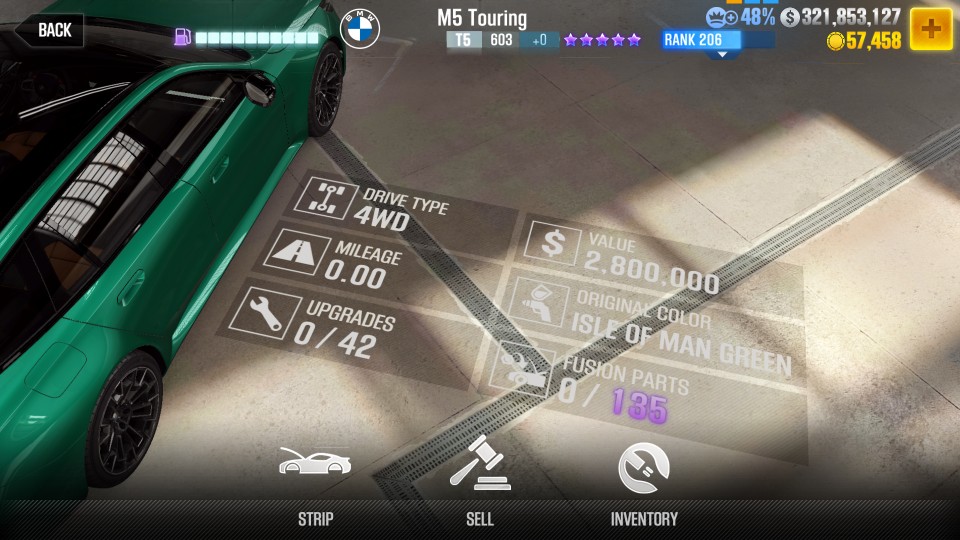 BACK
BMW
M5 Touring
T5 603 +0
RANK 206
48%
$ 321,853,127
57,458
DRIVE TYPE
4WD
MILEAGE
0.00
UPGRADES
0 / 42
$
VALUE
2,800,000
ORIGINAL COLOR
ISLE OF MAN GREEN
FUSION PARTS
0 / 135
STRIP
SELL
INVENTORY